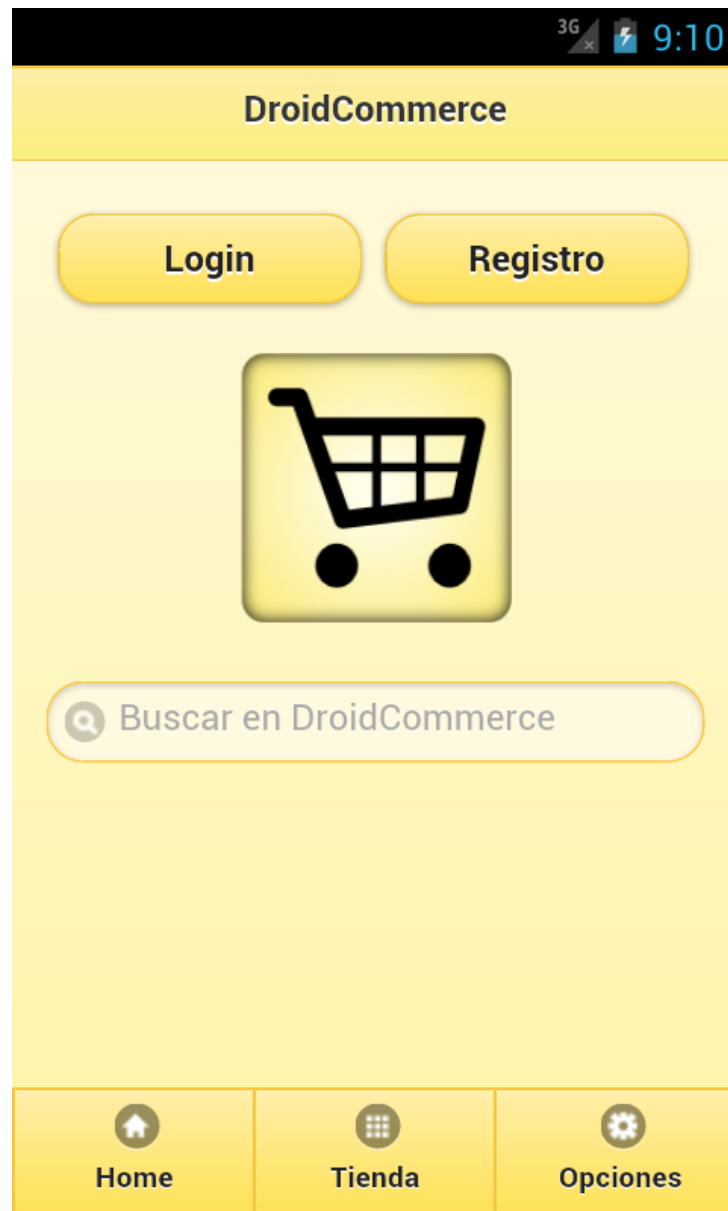 3G 9:10
DroidCommerce
Login Registro
Buscar en DroidCommerce
Home Tienda Opciones